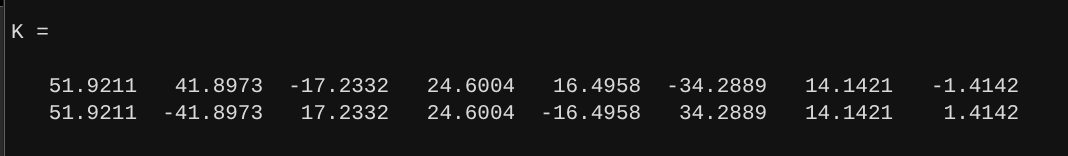 K =
51.9211 41.8973 -17.2332 24.6004 16.4958 -34.2889 14.1421 -1.4142
51.9211 -41.8973 17.2332 24.6004 -16.4958 34.2889 14.1421 1.4142